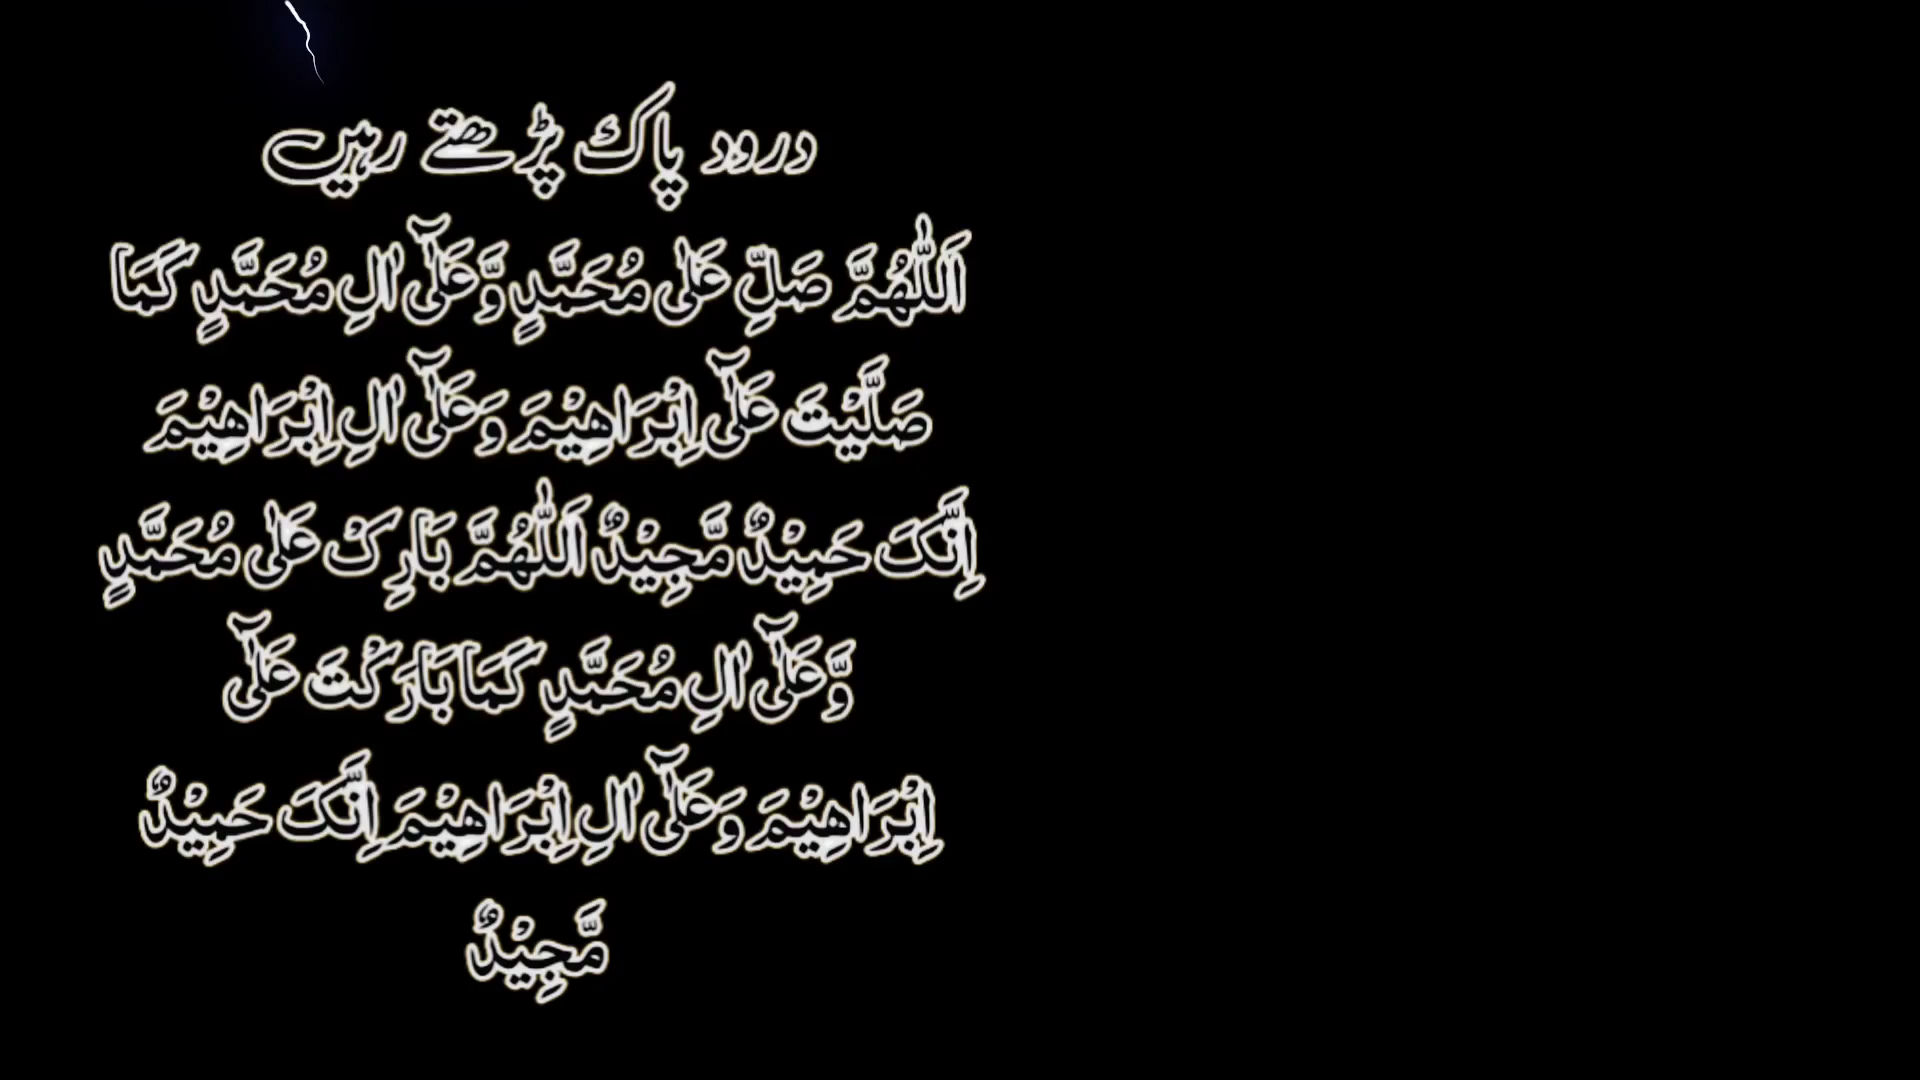 درود پاک پڑھتے رہیں
اَللّٰھُمَّ صَلِّ عَلٰی مُحَمَّدٍ وَّعَلٰٓی اٰلِ مُحَمَّدٍ کَمَا
صَلَّیْتَ عَلٰٓی اِبْرَاھِیْمَ وَعَلٰٓی اٰلِ اِبْرَاھِیْمَ
اِنَّکَ حَمِیْدٌ مَّجِیْدٌ اَللّٰھُمَّ بَارِکْ عَلٰی مُحَمَّدٍ
وَّعَلٰٓی اٰلِ مُحَمَّدٍ کَمَا بَارَکْتَ عَلٰٓی
اِبْرَاھِیْمَ وَعَلٰٓی اٰلِ اِبْرَاھِیْمَ اِنَّکَ حَمِیْدٌ
مَّجِیْدٌ